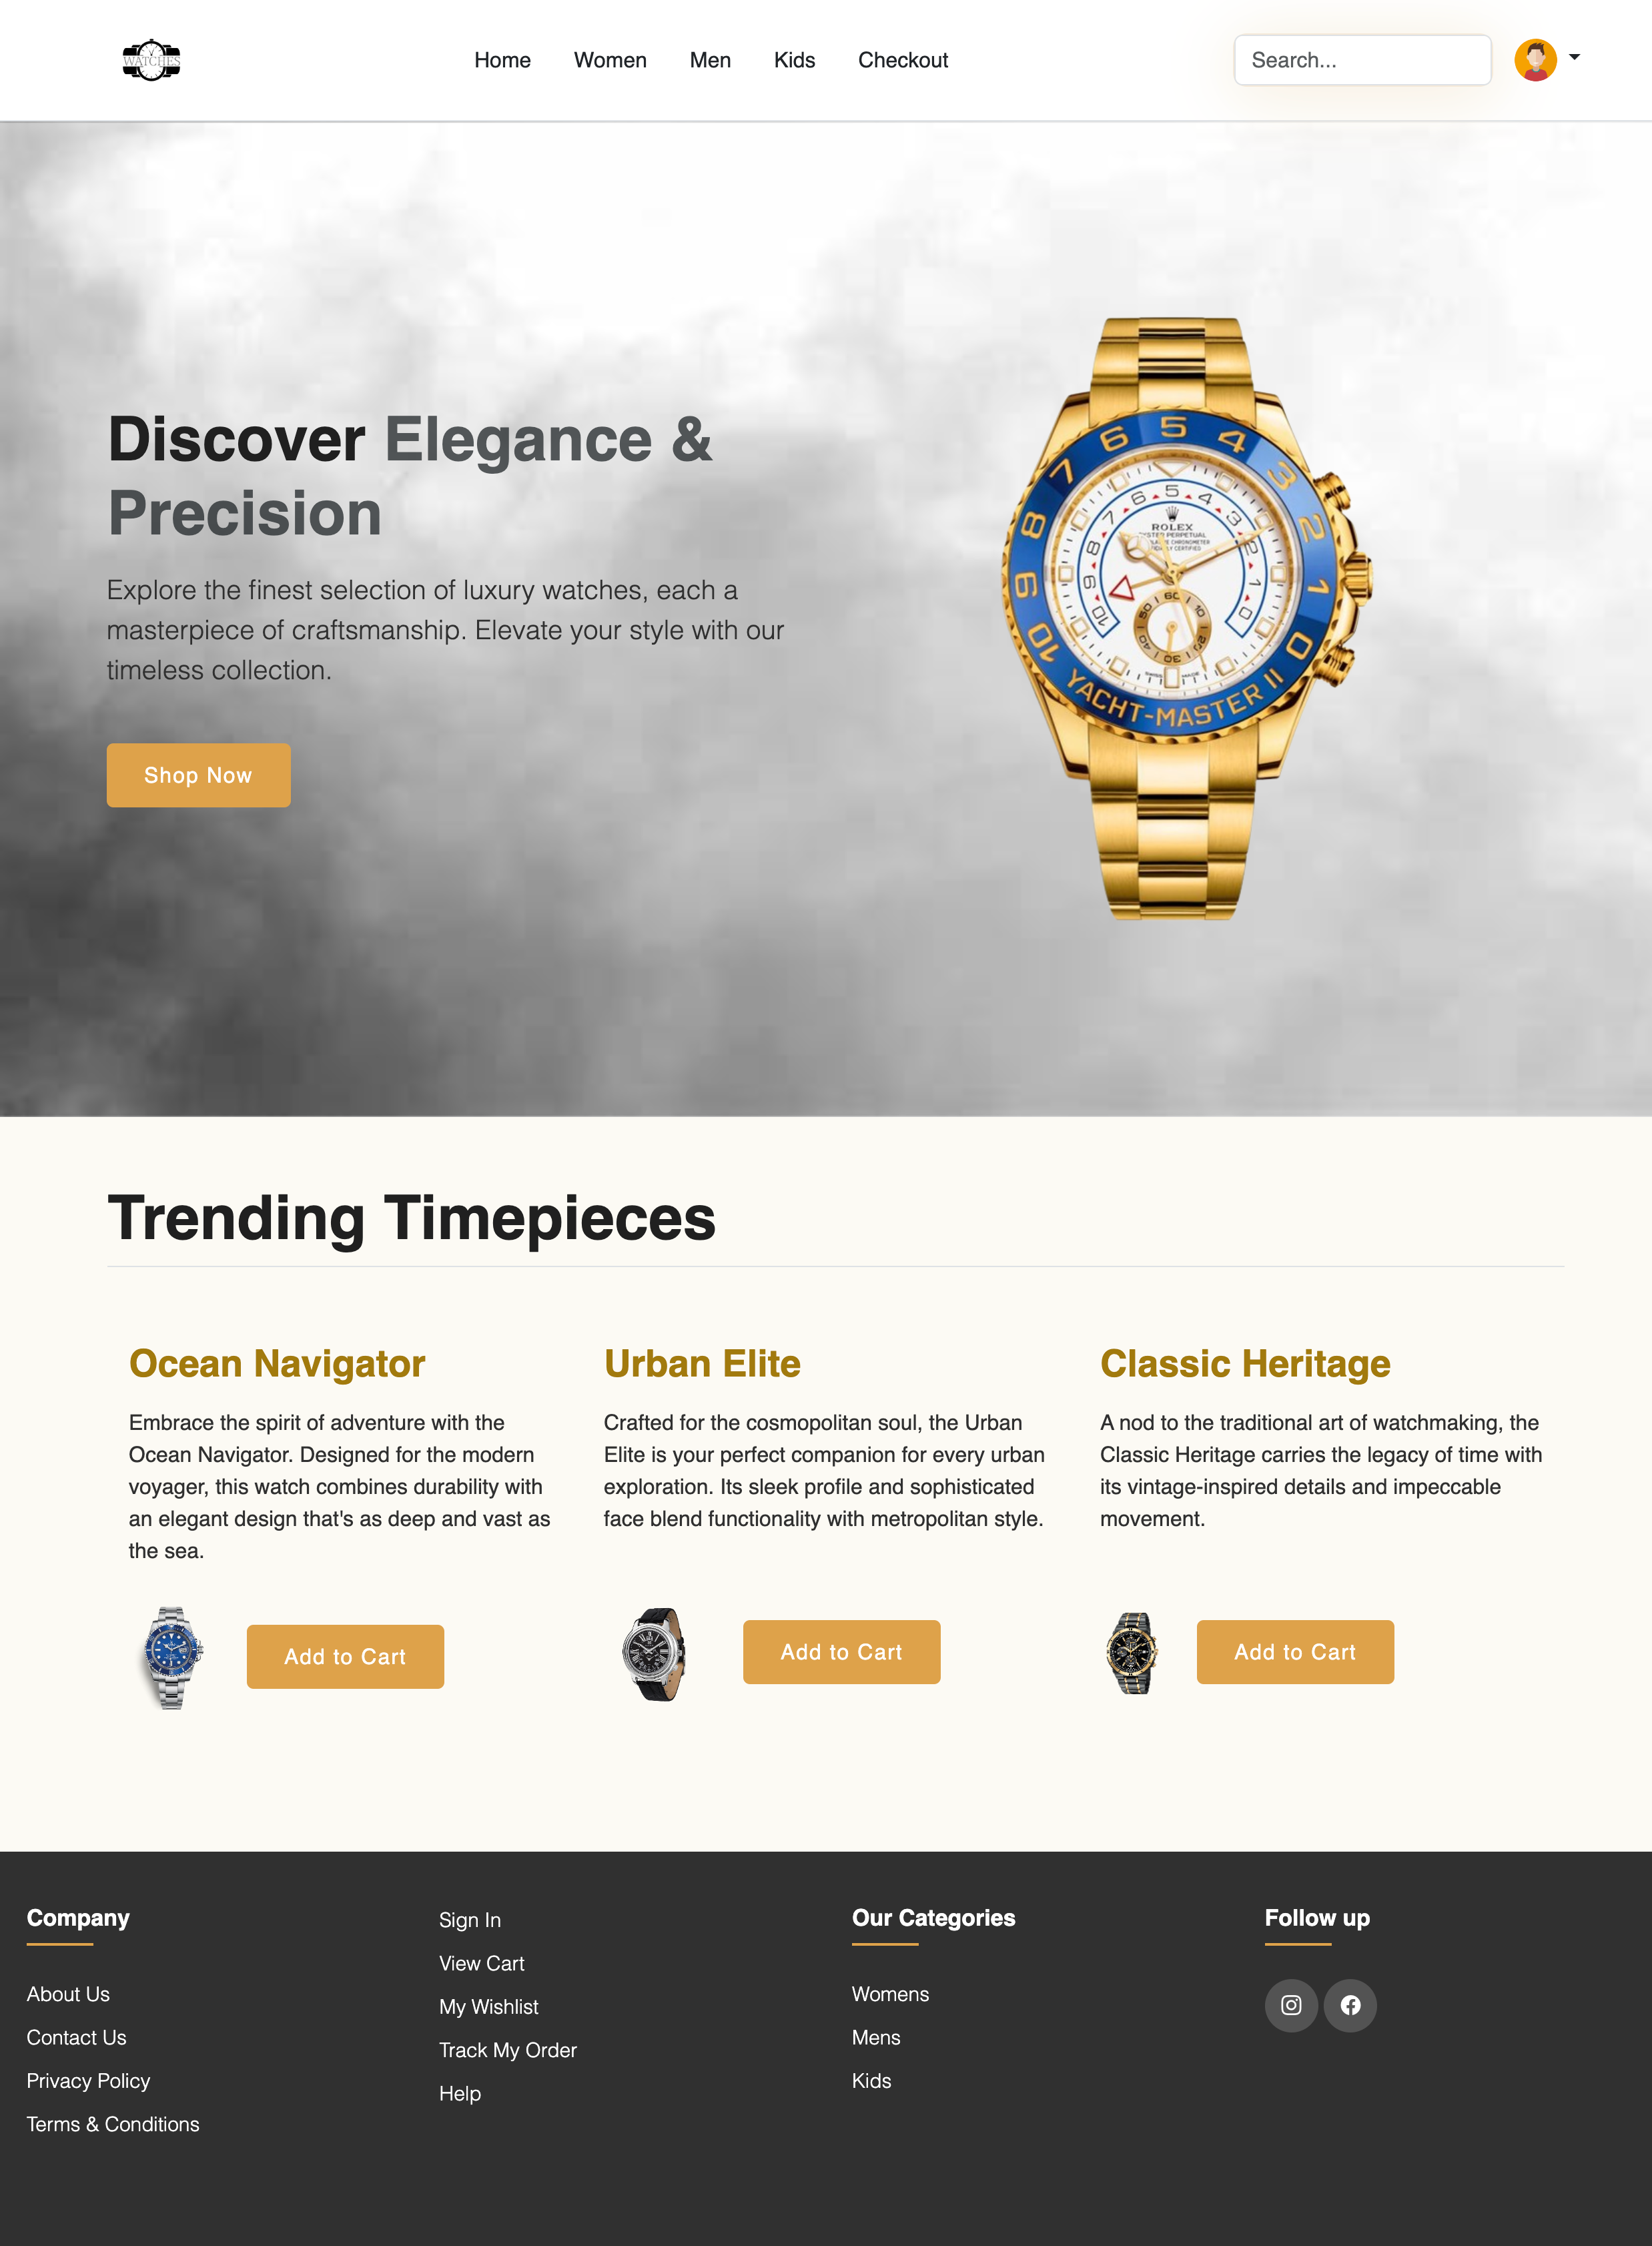 WATCHES
Home
Women
Men
Kids
Checkout
Search...
Discover Elegance &
Precision
Explore the finest selection of luxury watches, each a
masterpiece of craftsmanship. Elevate your style with our
timeless collection.
Shop Now
ROLEX
YACHT-MASTER II
Trending Timepieces
Ocean Navigator
Embrace the spirit of adventure with the
Ocean Navigator. Designed for the modern
voyager, this watch combines durability with
an elegant design that's as deep and vast as
the sea.
Add to Cart
Urban Elite
Crafted for the cosmopolitan soul, the Urban
Elite is your perfect companion for every urban
exploration. Its sleek profile and sophisticated
face blend functionality with metropolitan style.
Add to Cart
Classic Heritage
A nod to the traditional art of watchmaking, the
Classic Heritage carries the legacy of time with
its vintage-inspired details and impeccable
movement.
Add to Cart
Company
About Us
Contact Us
Privacy Policy
Terms & Conditions
Sign In
View Cart
My Wishlist
Track My Order
Help
Our Categories
Womens
Mens
Kids
Follow up